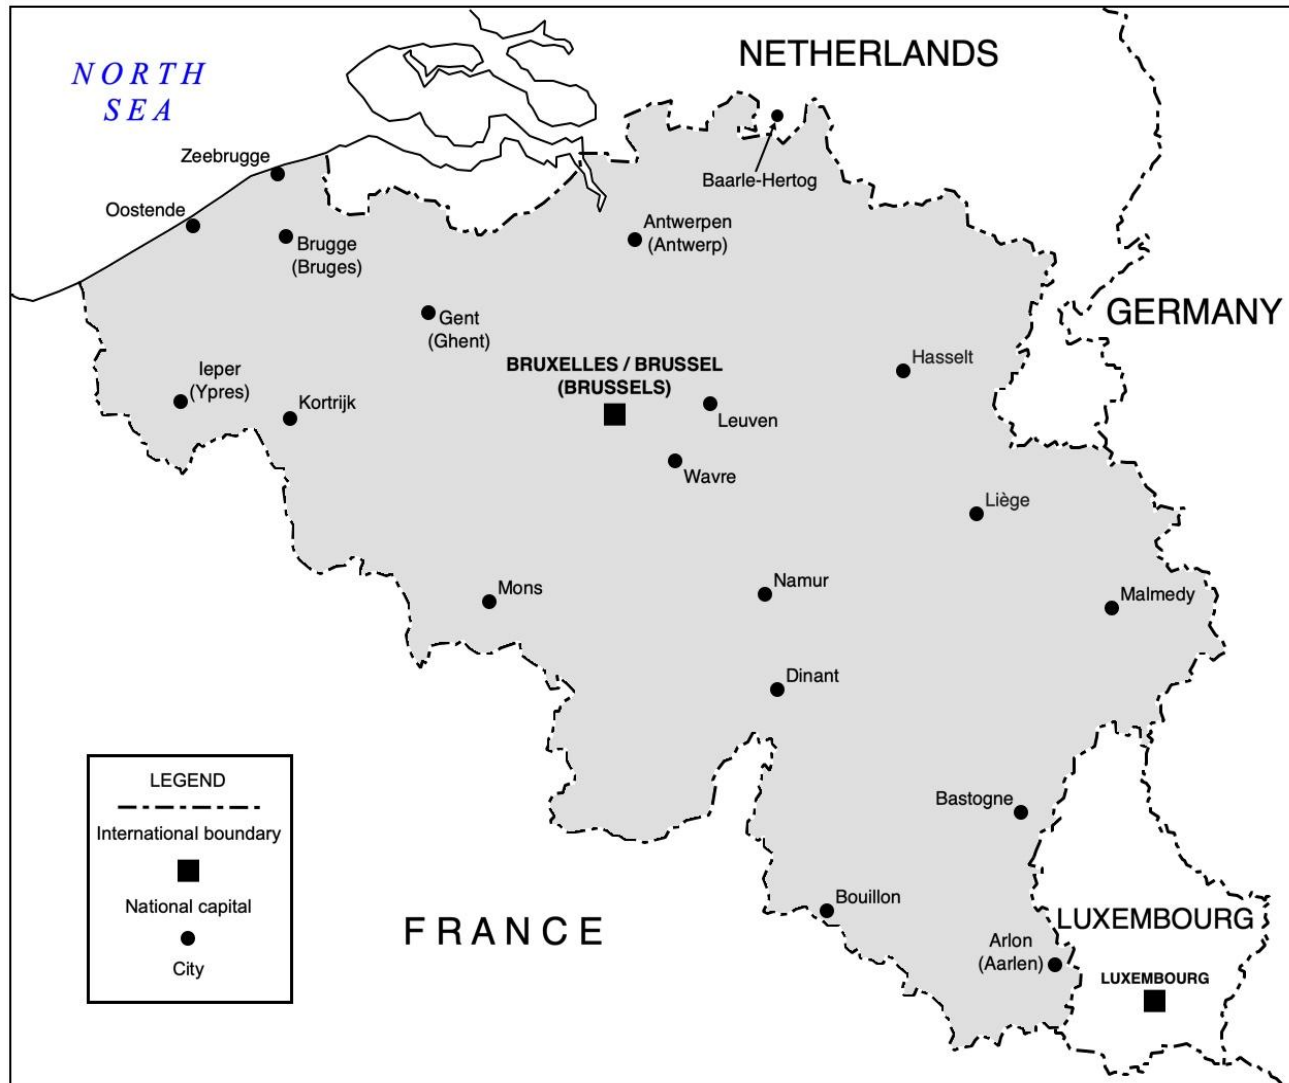 NORTH
SEA
NETHERLANDS
Zeebrugge
Baarle-Hertog
Oostende
Brugge
(Bruges)
Antwerpen
(Antwerp)
GERMANY
Gent
(Ghent)
Ieper
(Ypres)
Kortrijk
BRUXELLES / BRUSSEL
(BRUSSELS)
Hasselt
Leuven
Wavre
Liège
Mons
Namur
Malmedy
Dinant
Bastogne
Bouillon
FRANCE
Arlon
(Aarlen)
LUXEMBOURG
LUXEMBOURG
LEGEND
International boundary
National capital
City